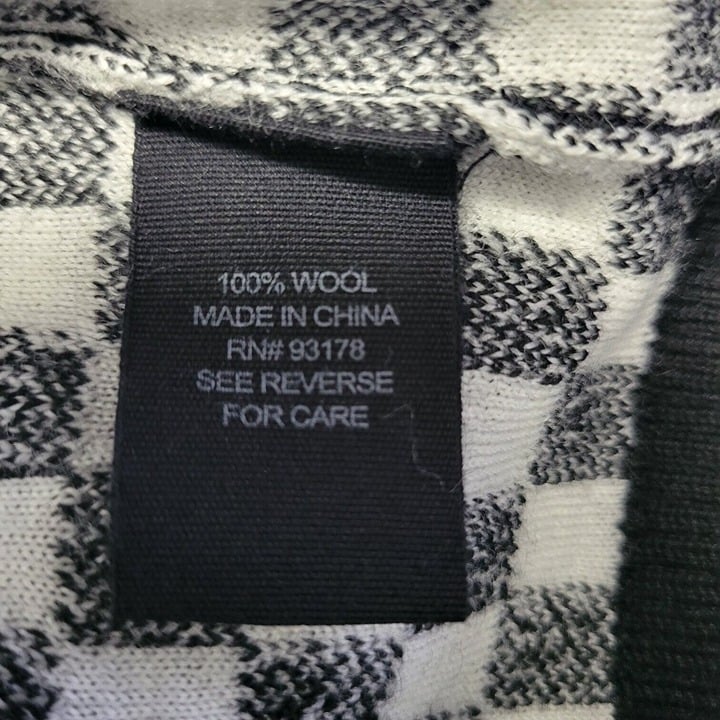 100% WOOL
MADE IN CHINA
RN# 93178
SEE REVERSE
FOR CARE